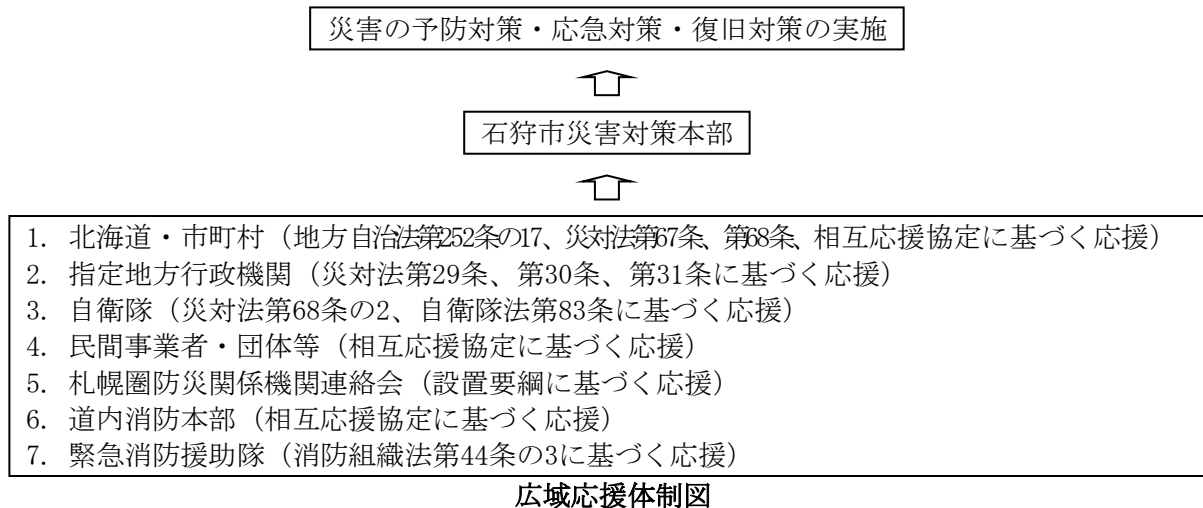 災害の予防対策・応急対策・復旧対策の実施
石狩市災害対策本部
1. 北海道・市町村（地方自治法第252条の17、災対法第67条、第68条、相互応援協定に基づく応援）
2. 指定地方行政機関（災対法第29条、第30条、第31条に基づく応援）
3. 自衛隊（災対法第68条の2、自衛隊法第83条に基づく応援）
4. 民間事業者・団体等（相互応援協定に基づく応援）
5. 札幌圏防災関係機関連絡会（設置要綱に基づく応援）
6. 道内消防本部（相互応援協定に基づく応援）
7. 緊急消防援助隊（消防組織法第44条の3に基づく応援）
広域応援体制図